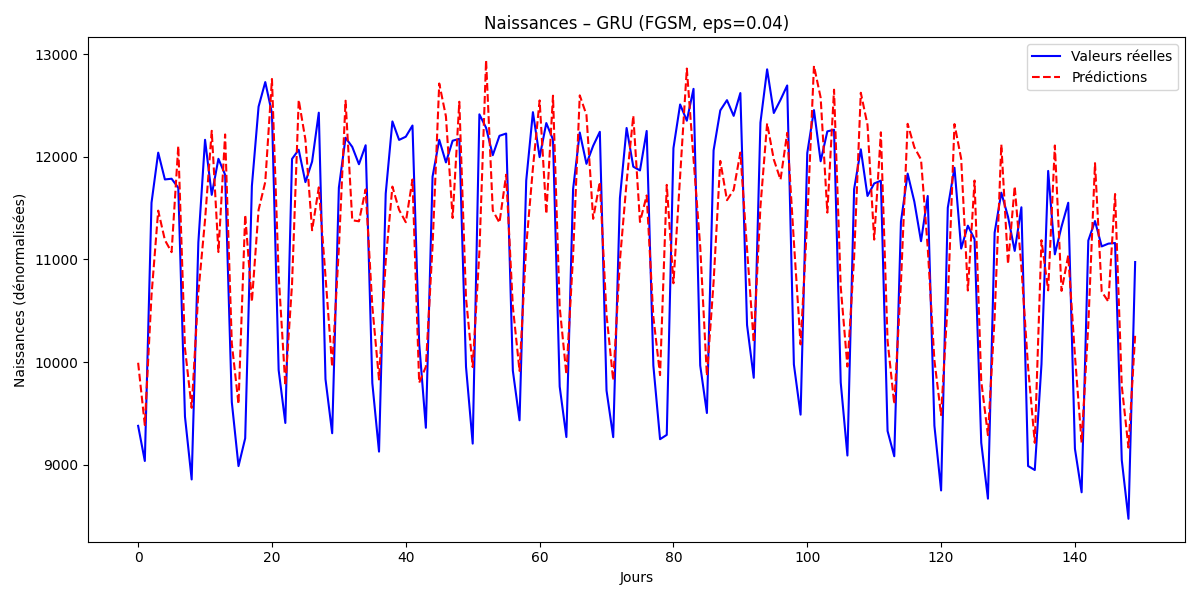 Naissances – GRU (FGSM, eps=0.04)
Valeurs réelles
Prédictions
Naissances (dénormalisées)
13000
12000
11000
10000
9000
0 20 40 60 80 100 120 140
Jours